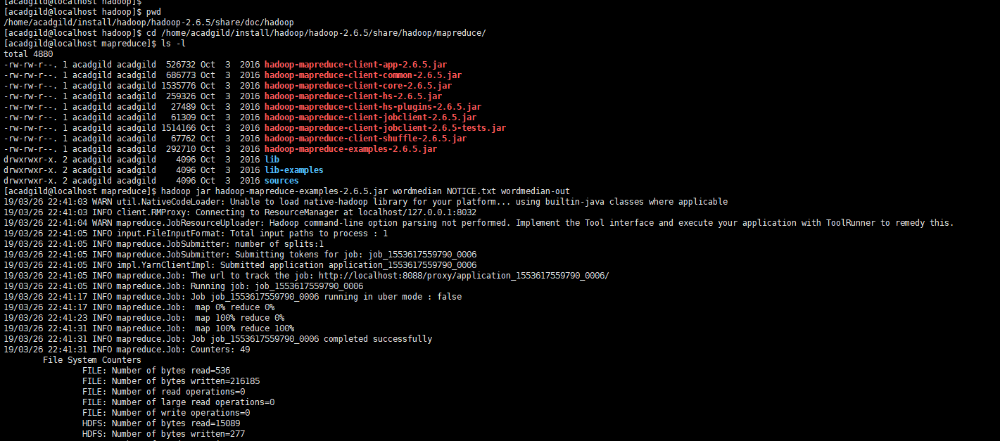 [acadgild@localhost hadoop]$
[acadgild@localhost hadoop]$ pwd
/home/acadgild/install/hadoop/hadoop-2.6.5/share/doc/hadoop
[acadgild@localhost hadoop]$ cd /home/acadgild/install/hadoop/hadoop-2.6.5/share/hadoop/mapreduce/
[acadgild@localhost mapreduce]$ ls -l
total 4880
-rw-rw-r--. 1 acadgild acadgild  526732 Oct  3  2016 hadoop-mapreduce-client-app-2.6.5.jar
-rw-rw-r--. 1 acadgild acadgild  686773 Oct  3  2016 hadoop-mapreduce-client-common-2.6.5.jar
-rw-rw-r--. 1 acadgild acadgild 1535776 Oct  3  2016 hadoop-mapreduce-client-core-2.6.5.jar
-rw-rw-r--. 1 acadgild acadgild  259326 Oct  3  2016 hadoop-mapreduce-client-hs-2.6.5.jar
-rw-rw-r--. 1 acadgild acadgild   27489 Oct  3  2016 hadoop-mapreduce-client-hs-plugins-2.6.5.jar
-rw-rw-r--. 1 acadgild acadgild   61309 Oct  3  2016 hadoop-mapreduce-client-jobclient-2.6.5.jar
-rw-rw-r--. 1 acadgild acadgild 1514166 Oct  3  2016 hadoop-mapreduce-client-jobclient-2.6.5-tests.jar
-rw-rw-r--. 1 acadgild acadgild   67762 Oct  3  2016 hadoop-mapreduce-client-shuffle-2.6.5.jar
-rw-rw-r--. 1 acadgild acadgild  292710 Oct  3  2016 hadoop-mapreduce-examples-2.6.5.jar
drwxrwxr-x. 2 acadgild acadgild    4096 Oct  3  2016 lib
drwxrwxr-x. 2 acadgild acadgild    4096 Oct  3  2016 lib-examples
drwxrwxr-x. 2 acadgild acadgild    4096 Oct  3  2016 sources
[acadgild@localhost mapreduce]$ hadoop jar hadoop-mapreduce-examples-2.6.5.jar wordmedian NOTICE.txt wordmedian-out
19/03/26 22:41:03 WARN util.NativeCodeLoader: Unable to load native-hadoop library for your platform... using builtin-java classes where applicable
19/03/26 22:41:03 INFO client.RMProxy: Connecting to ResourceManager at localhost/127.0.0.1:8032
19/03/26 22:41:04 WARN mapreduce.JobResourceUploader: Hadoop command-line option parsing not performed. Implement the Tool interface and execute your application with ToolRunner to remedy this.
19/03/26 22:41:05 INFO input.FileInputFormat: Total input paths to process : 1
19/03/26 22:41:05 INFO mapreduce.JobSubmitter: number of splits:1
19/03/26 22:41:05 INFO mapreduce.JobSubmitter: Submitting tokens for job: job_1553617559790_0006
19/03/26 22:41:05 INFO impl.YarnClientImpl: Submitted application application_1553617559790_0006
19/03/26 22:41:05 INFO mapreduce.Job: The url to track the job: http://localhost:8088/proxy/application_1553617559790_0006/
19/03/26 22:41:05 INFO mapreduce.Job: Running job: job_1553617559790_0006
19/03/26 22:41:17 INFO mapreduce.Job: Job job_1553617559790_0006 running in uber mode : false
19/03/26 22:41:17 INFO mapreduce.Job:  map 0% reduce 0%
19/03/26 22:41:23 INFO mapreduce.Job:  map 100% reduce 0%
19/03/26 22:41:31 INFO mapreduce.Job:  map 100% reduce 100%
19/03/26 22:41:31 INFO mapreduce.Job: Job job_1553617559790_0006 completed successfully
19/03/26 22:41:31 INFO mapreduce.Job: Counters: 49
File System Counters
FILE: Number of bytes read=536
FILE: Number of bytes written=216185
FILE: Number of read operations=0
FILE: Number of large read operations=0
FILE: Number of write operations=0
HDFS: Number of bytes read=15089
HDFS: Number of bytes written=277